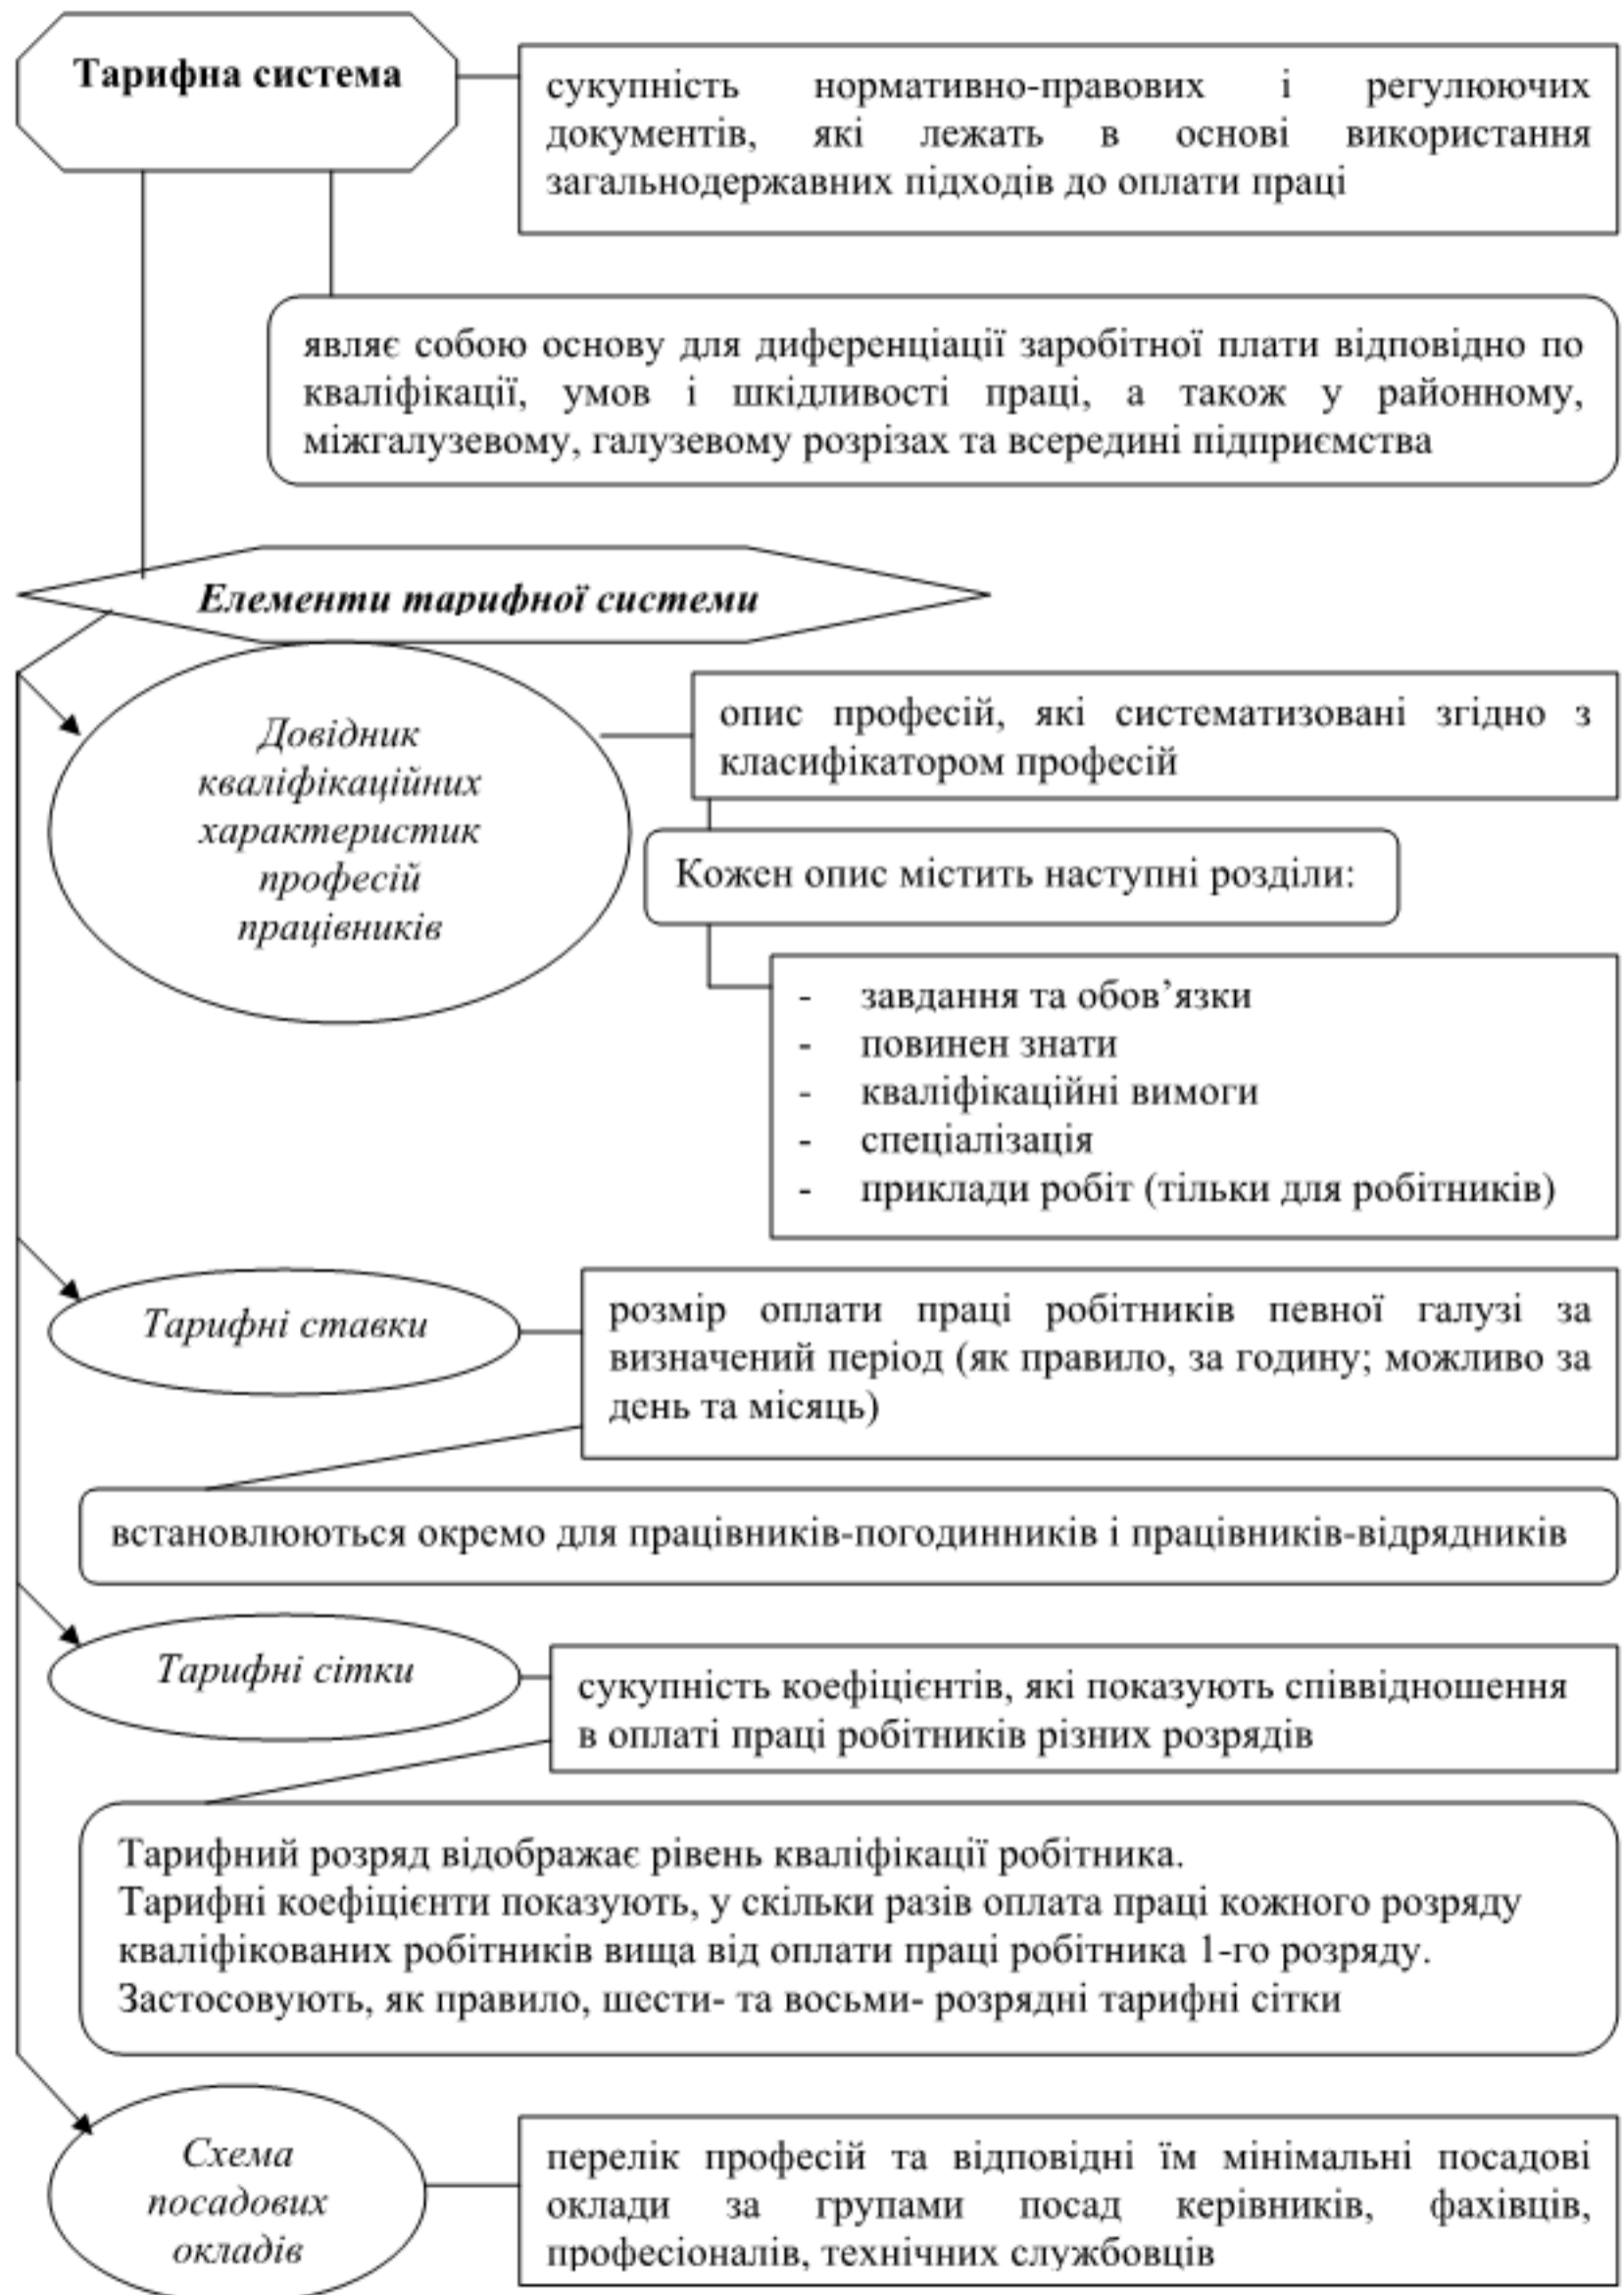 Тарифна система
сукупність нормативно-правових і регулюючих
документів, які лежать в основі використання
загальнодержавних підходів до оплати праці
являє собою основу для диференціації заробітної плати відповідно по
кваліфікації, умов і шкідливості праці, а також у районному,
міжгалузевому, галузевому розрізах та всередині підприємства
Елементи тарифної системи
Довідник
кваліфікаційних
характеристик
професій
працівників
опис професій, які систематизовані згідно з
класифікатором професій
Кожен опис містить наступні розділи:
- завдання та обов’язки
- повинен знати
- кваліфікаційні вимоги
- спеціалізація
- приклади робіт (тільки для робітників)
Тарифні ставки
розмір оплати праці робітників певної галузі за
визначений період (як правило, за годину; можливо за
день та місяць)
встановлюються окремо для працівників-погодинників і працівників-відрядників
Тарифні сітки
сукупність коефіцієнтів, які показують співвідношення
в оплаті праці робітників різних розрядів
Тарифний розряд відображає рівень кваліфікації робітника.
Тарифні коефіцієнти показують, у скільки разів оплата праці кожного розряду
кваліфікованих робітників вища від оплати праці робітника 1-го розряду.
Застосовують, як правило, шести- та восьми- розрядні тарифні сітки
Схема
посадових
окладів
перелік професій та відповідні їм мінімальні посадові
оклади за групами посад керівників, фахівців,
професіоналів, технічних службовців